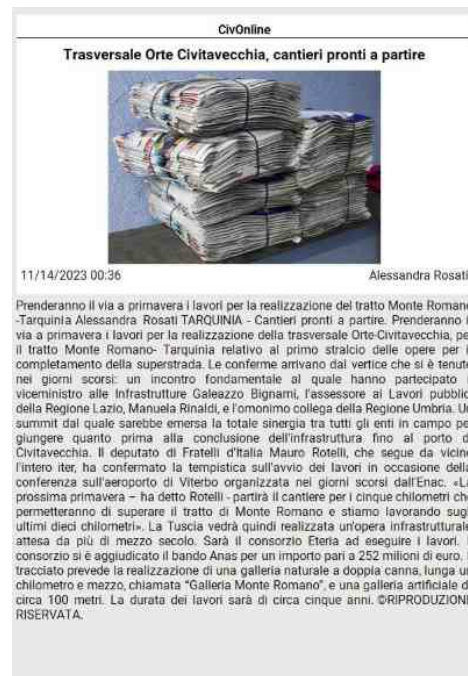 CivOnline
Trasversale Orte Civitavecchia, cantieri pronti a partire
11/14/2023 00:36
Alessandra Rosati
Prenderanno il via a primavera i lavori per la realizzazione del tratto Monte Romano
-Tarquinia Alessandra Rosati TARQUINIA - Cantieri pronti a partire. Prenderanno i
via a primavera i lavori per la realizzazione della trasversale Orte-Civitavecchia, pe
il tratto Monte Romano- Tarquinia relativo al primo stralcio delle opere per i
completamento della superstrada. Le conferme arrivano dal vertice che si è tenuto
nei giorni scorsi: un incontro fondamentale al quale hanno partecipato i
viceministro alle Infrutture Galeazzo Bignami, l'assessore ai Lavori pubblic
della Regione Lazio, Manuela Rinaldi, e l'omonimo collega della Regione Umbria. Un
summit dal quale sarebbe emersa la totale sinergia tra tutti gli enti in campo pe
giungere quanto prima alla conclusione dell'infrastruttura fino al porto d
Civitavecchia. Il deputato di Fratelli d'Italia Mauro Rotelli, che segue da vicino
l'intero iter, ha confermato la tempistica sull'avvio dei lavori in occasione della
conferenza sull'aeroporto di Viterbo organizzata nei giorni scorsi dall'Enac. «La
prossima primavera – ha detto Rotelli - partirà il cantiere per i cinque chilometri che
permetteranno di superare il tratto di Monte Romano e stiamo lavorando sugl
ultimi dieci chilometri». La Tuscia vedrà quindi realizzata un'opera infrastrutturale
attesa da più di mezzo secolo. Sarà il consorzio Eteria ad eseguire i lavori. I
consorzio si è aggiudicato il bando Anas per un importo pari a 252 milioni di euro. I
tracciato prevede la realizzazione di una galleria naturale a doppia canna, lunga un
chilometro e mezzo, chiamata “Galleria Monte Romano”, e una galleria artificiale d
circa 100 metri. La durata dei lavori sarà di circa cinque anni. ©RIPRODUZIONE
RISERVATA.